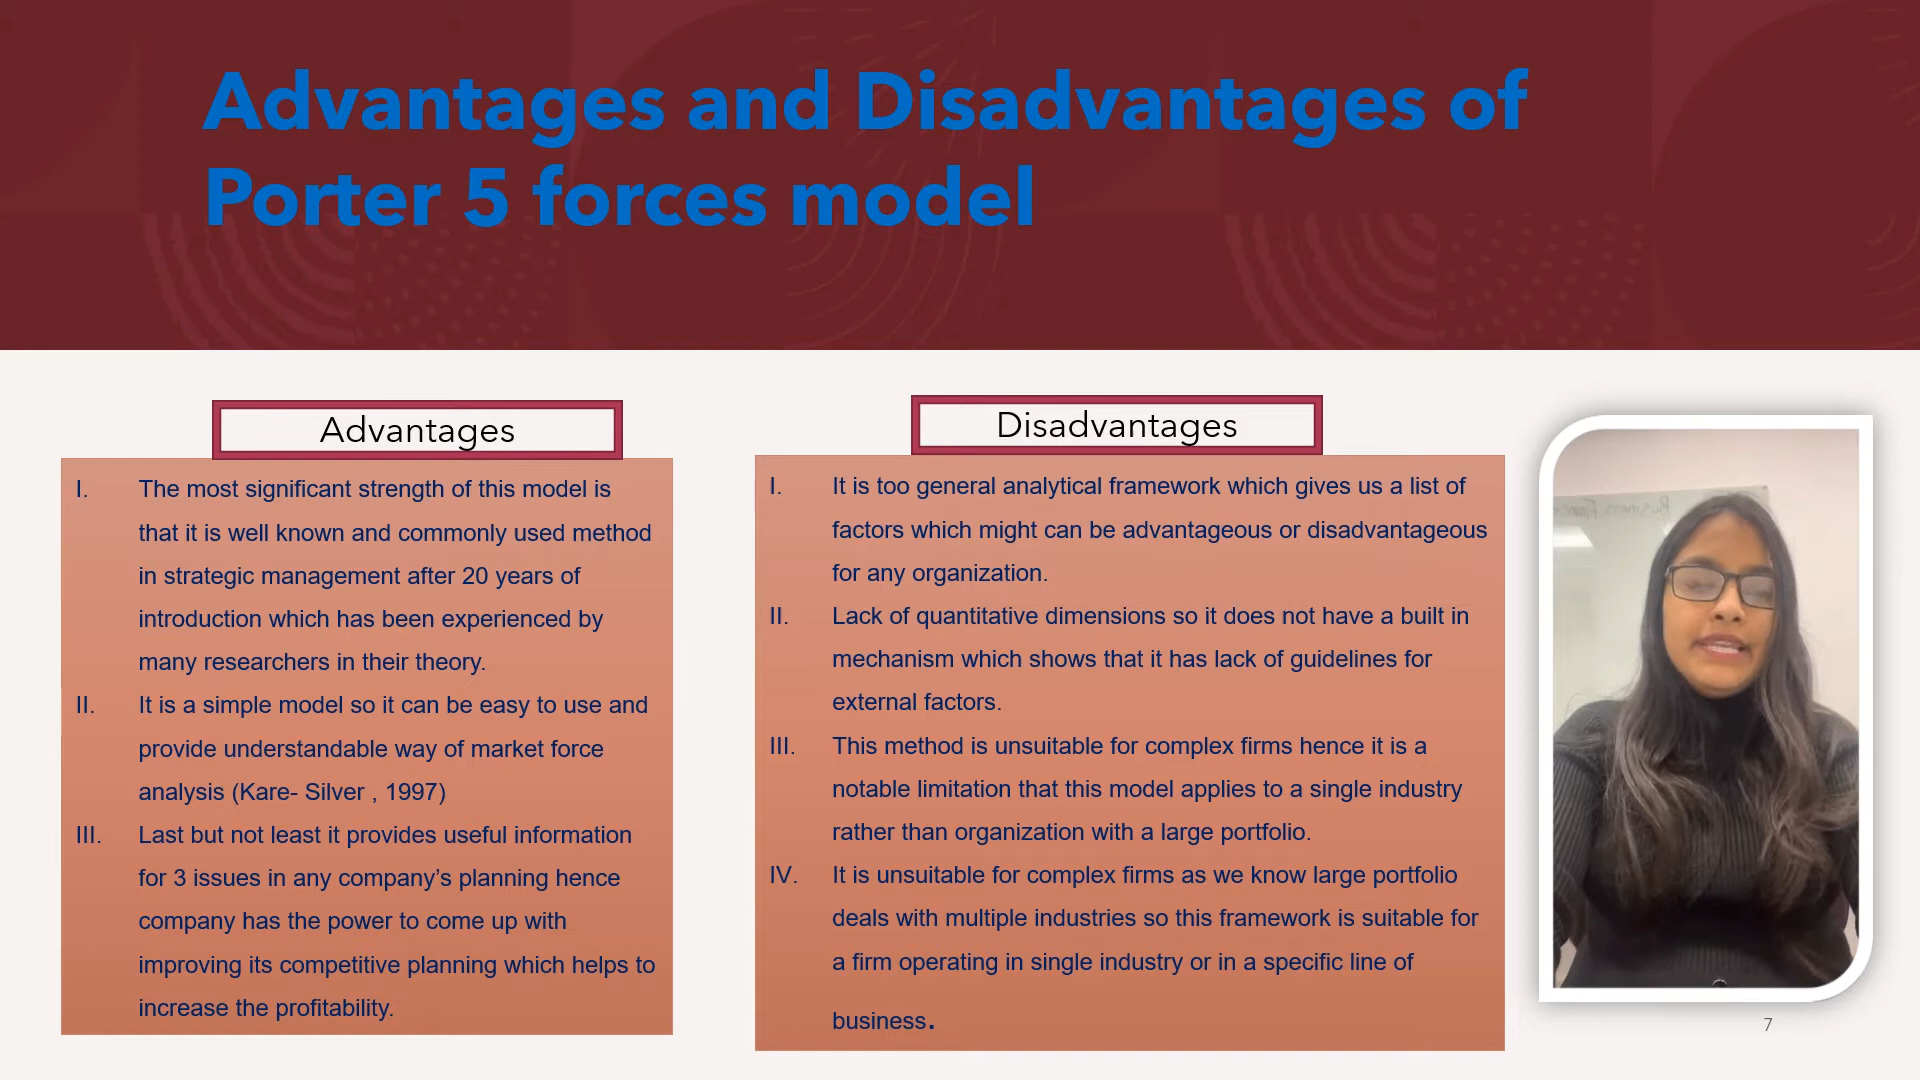 Advantages and Disadvantages of
Porter 5 forces model
Advantages
I. The most significant strength of this model is
that it is well known and commonly used method
in strategic management after 20 years of
introduction which has been experienced by
many researchers in their theory.
II. It is a simple model so it can be easy to use and
provide understandable way of market force
analysis (Kare- Silver , 1997)
III. Last but not least it provides useful information
for 3 issues in any company’s planning hence
company has the power to come up with
improving its competitive planning which helps to
increase the profitability.
Disadvantages
I. It is too general analytical framework which gives us a list of
factors which might can be advantageous or disadvantageous
for any organization.
II. Lack of quantitative dimensions so it does not have a built in
mechanism which shows that it has lack of guidelines for
external factors.
III. This method is unsuitable for complex firms hence it is a
notable limitation that this model applies to a single industry
rather than organization with a large portfolio.
IV. It is unsuitable for complex firms as we know large portfolio
deals with multiple industries so this framework is suitable for
a firm operating in single industry or in a specific line of
business.
7